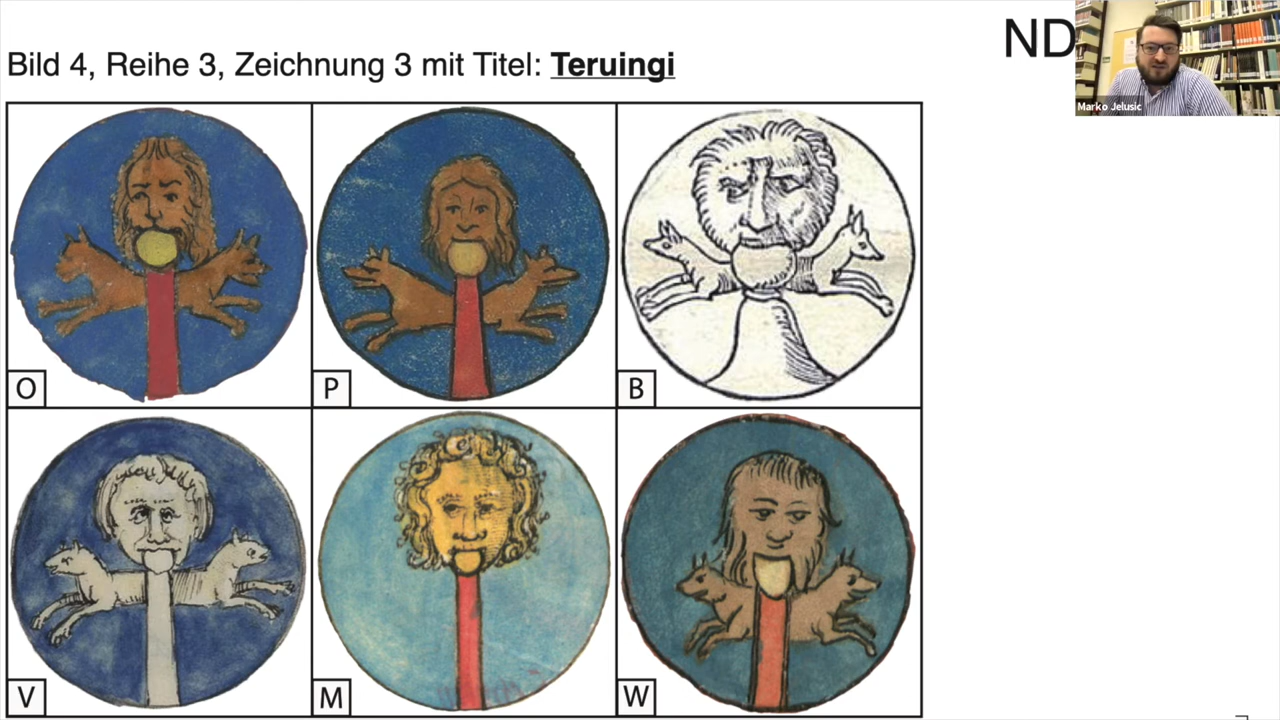 ND
Bild 4, Reihe 3, Zeichnung 3 mit Titel: Teruingi
Marko Jelusic
O
P
B
V
M
W